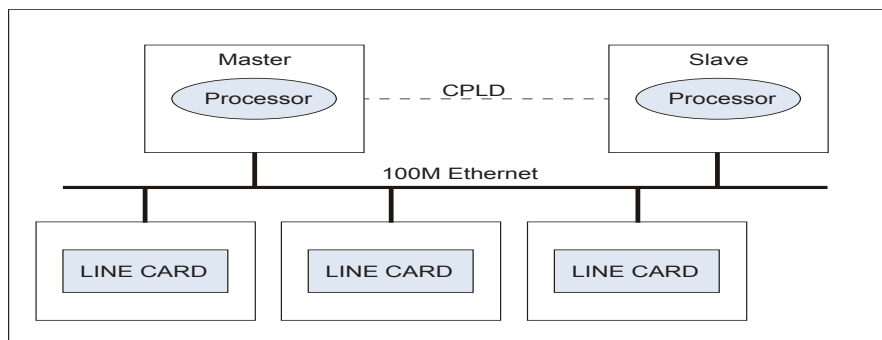 Master
Processor
CPLD
Slave
Processor
100M Ethernet
LINE CARD
LINE CARD
LINE CARD